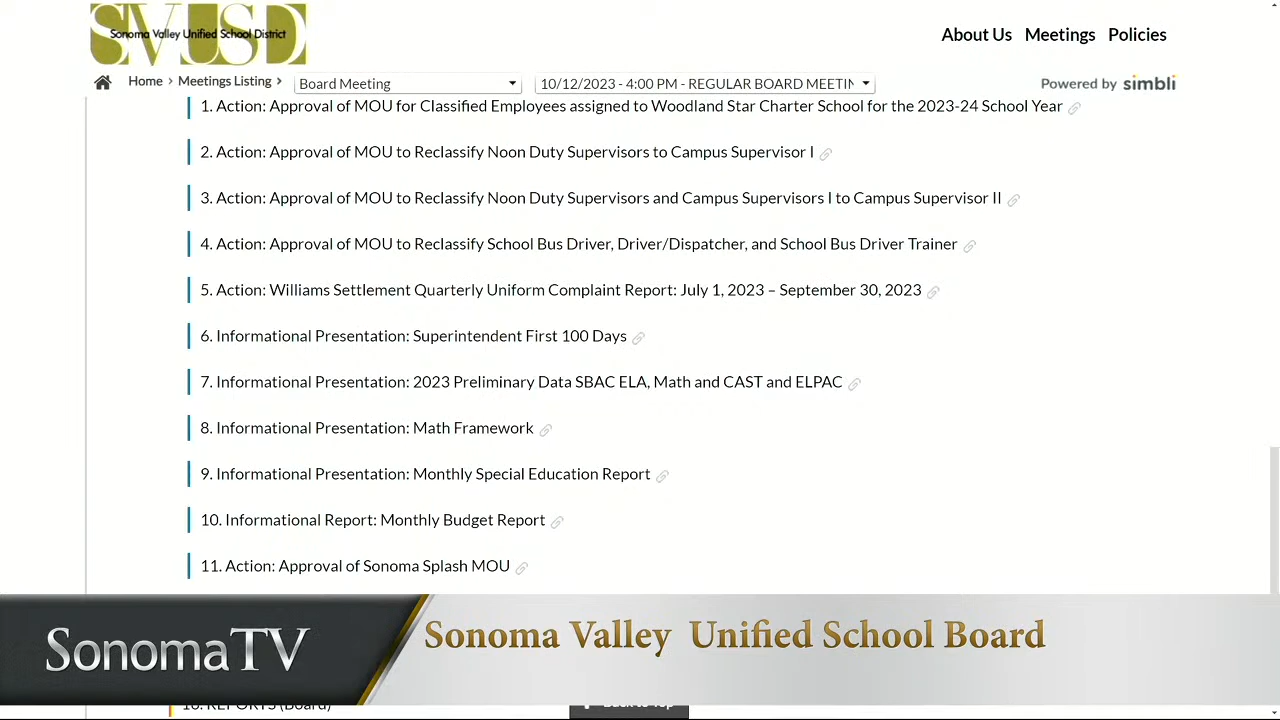 SVUSD
Sonoma Valley Unified School District
About Us Meetings Policies
Home > Meetings Listing >
Board Meeting
10/12/2023 - 4:00 PM - REGULAR BOARD MEETIN
Powered by simbli
1. Action: Approval of MOU for Classified Employees assigned to Woodland Star Charter School for the 2023-24 School Year
2. Action: Approval of MOU to Reclassify Noon Duty Supervisors to Campus Supervisor I
3. Action: Approval of MOU to Reclassify Noon Duty Supervisors and Campus Supervisors I to Campus Supervisor II
4. Action: Approval of MOU to Reclassify School Bus Driver, Driver/Dispatcher, and School Bus Driver Trainer
5. Action: Williams Settlement Quarterly Uniform Complaint Report: July 1, 2023 – September 30, 2023
6. Informational Presentation: Superintendent First 100 Days
7. Informational Presentation: 2023 Preliminary Data SBAC ELA, Math and CAST and ELPAC
8. Informational Presentation: Math Framework
9. Informational Presentation: Monthly Special Education Report
10. Informational Report: Monthly Budget Report
11. Action: Approval of Sonoma Splash MOU
SonomaTV
Sonoma Valley Unified School Board
REPORTS (Board)
Back to Top